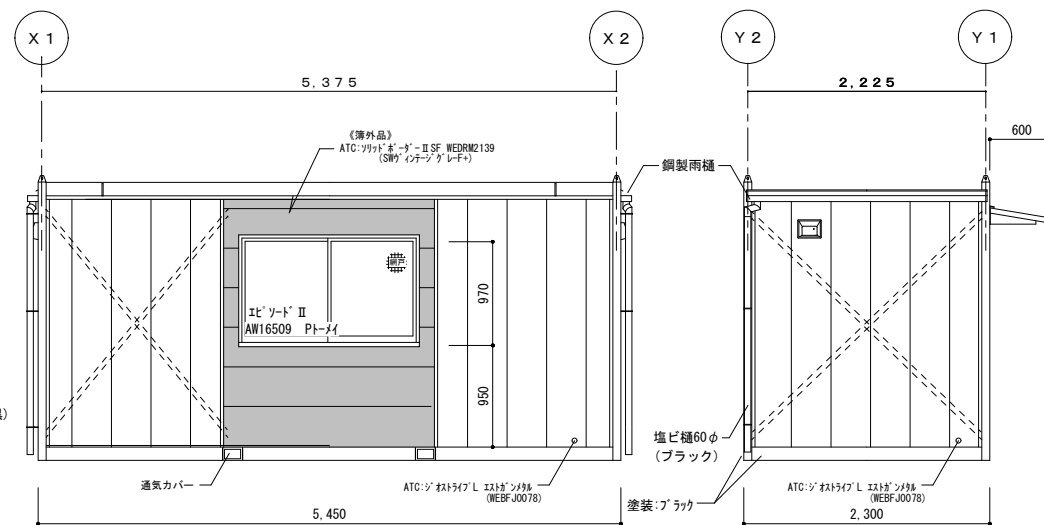 X1
X2
Y2
Y1
5,375
2,225
600
《簿外品》
ATC:ソリッドボーダーⅡSF WEDRM2139
(SWヴィンテージグレーF+)
鋼製雨樋
網戸
エピソードⅡ
AW16509 Pトーメイ
970
950
塩ビ樋60φ
(ブラック)
通気カバー
ATC:ジオストライプL エストガンメタル
(WEBFJ0078)
塗装:ブラック
ATC:ジオストライプL エストガンメタル
(WEBFJ0078)
5,450
2,300